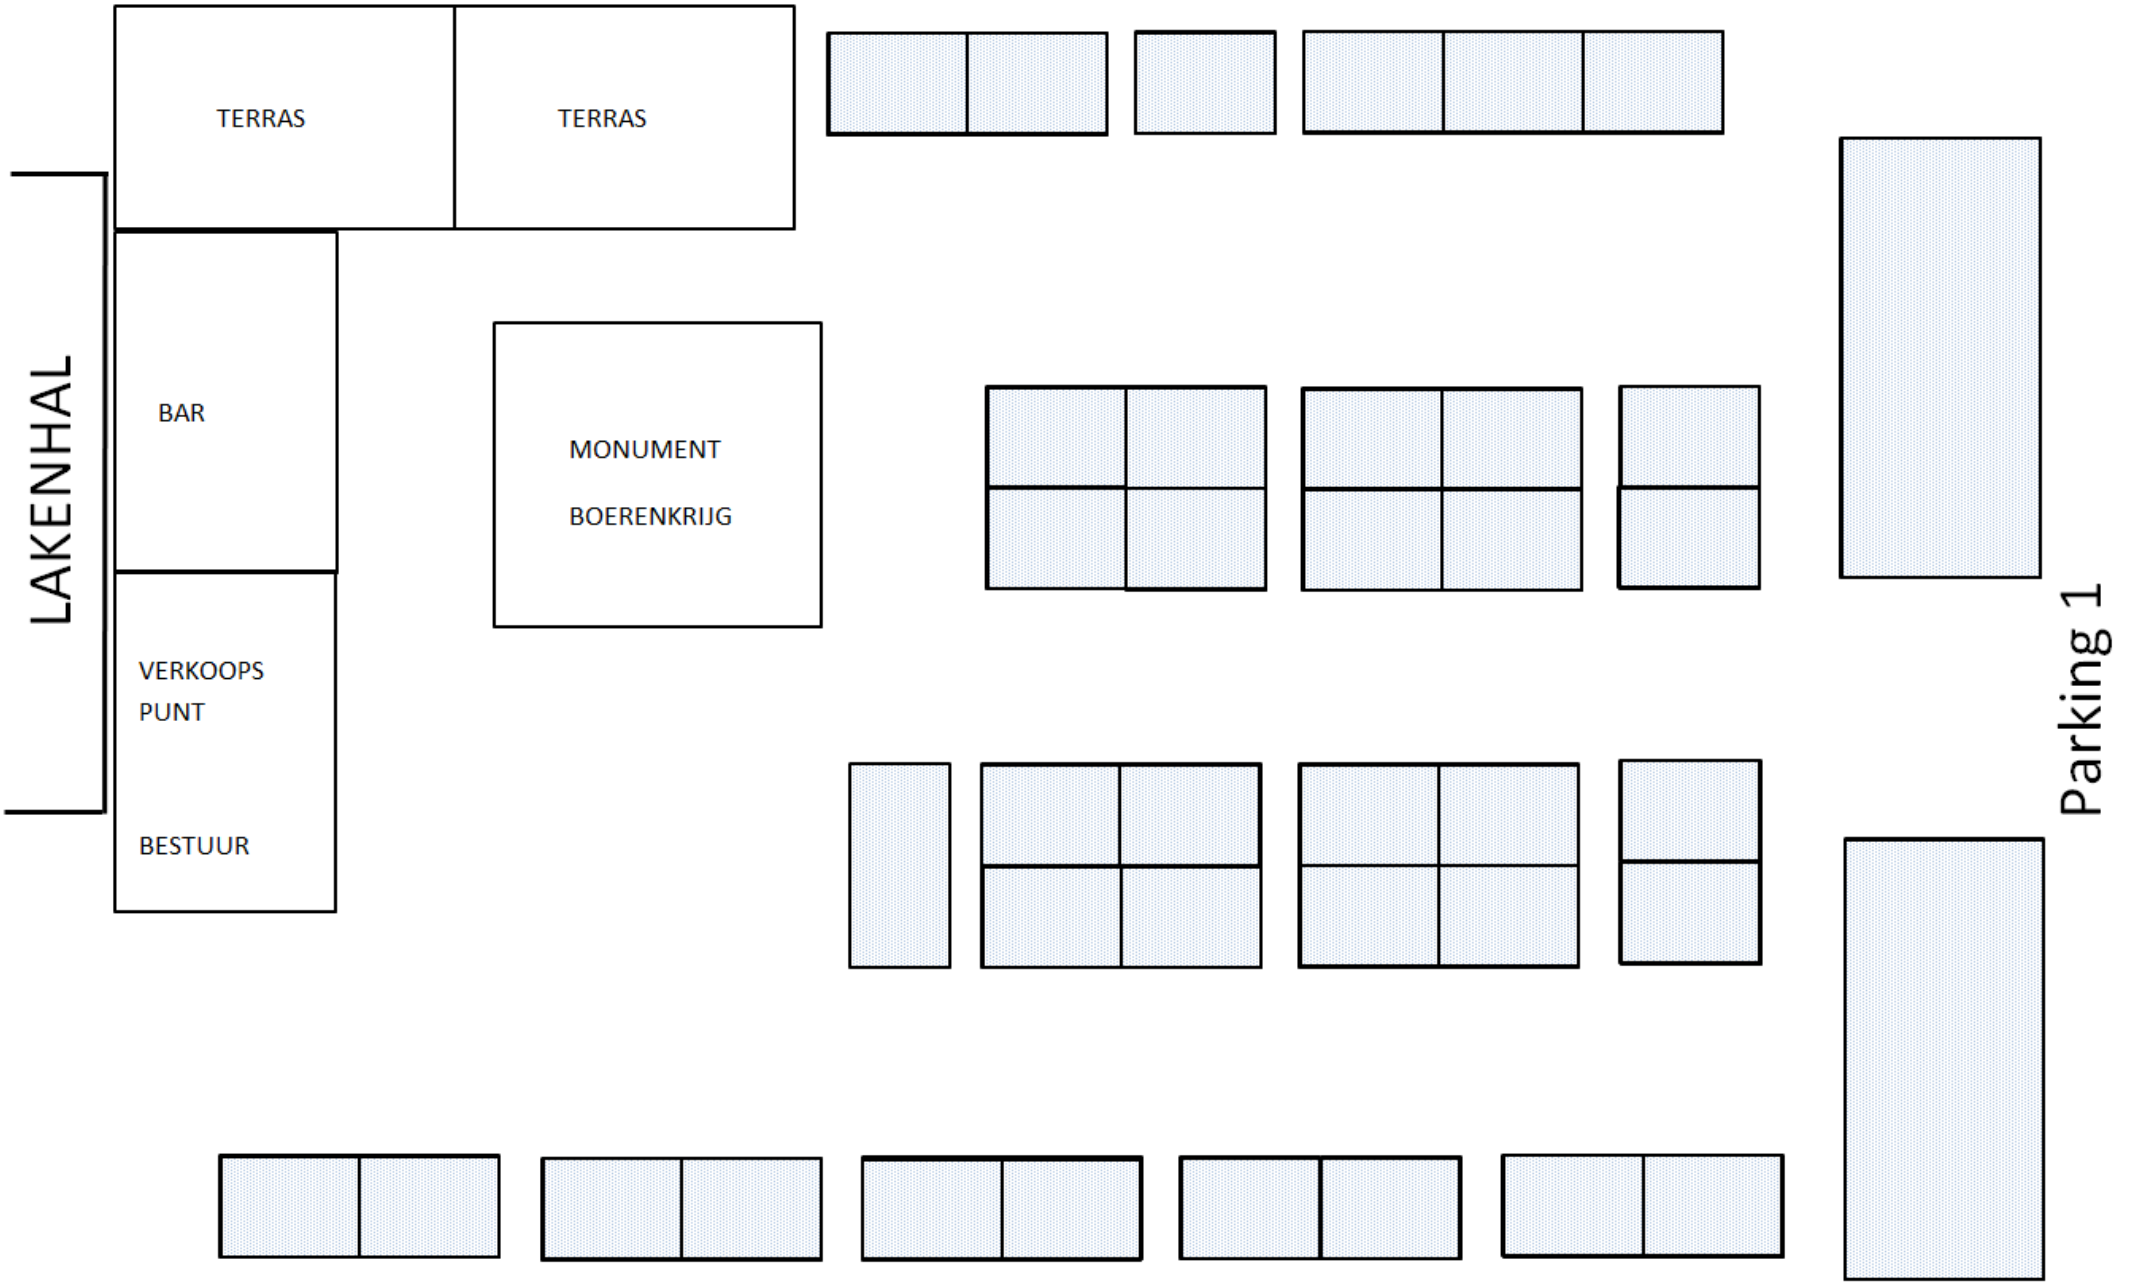 TERRAS
TERRAS
LAKENHAL
BAR
MONUMENT
BOERENKRIJG
VERKOOPS
PUNT
BESTUUR
Parking 1